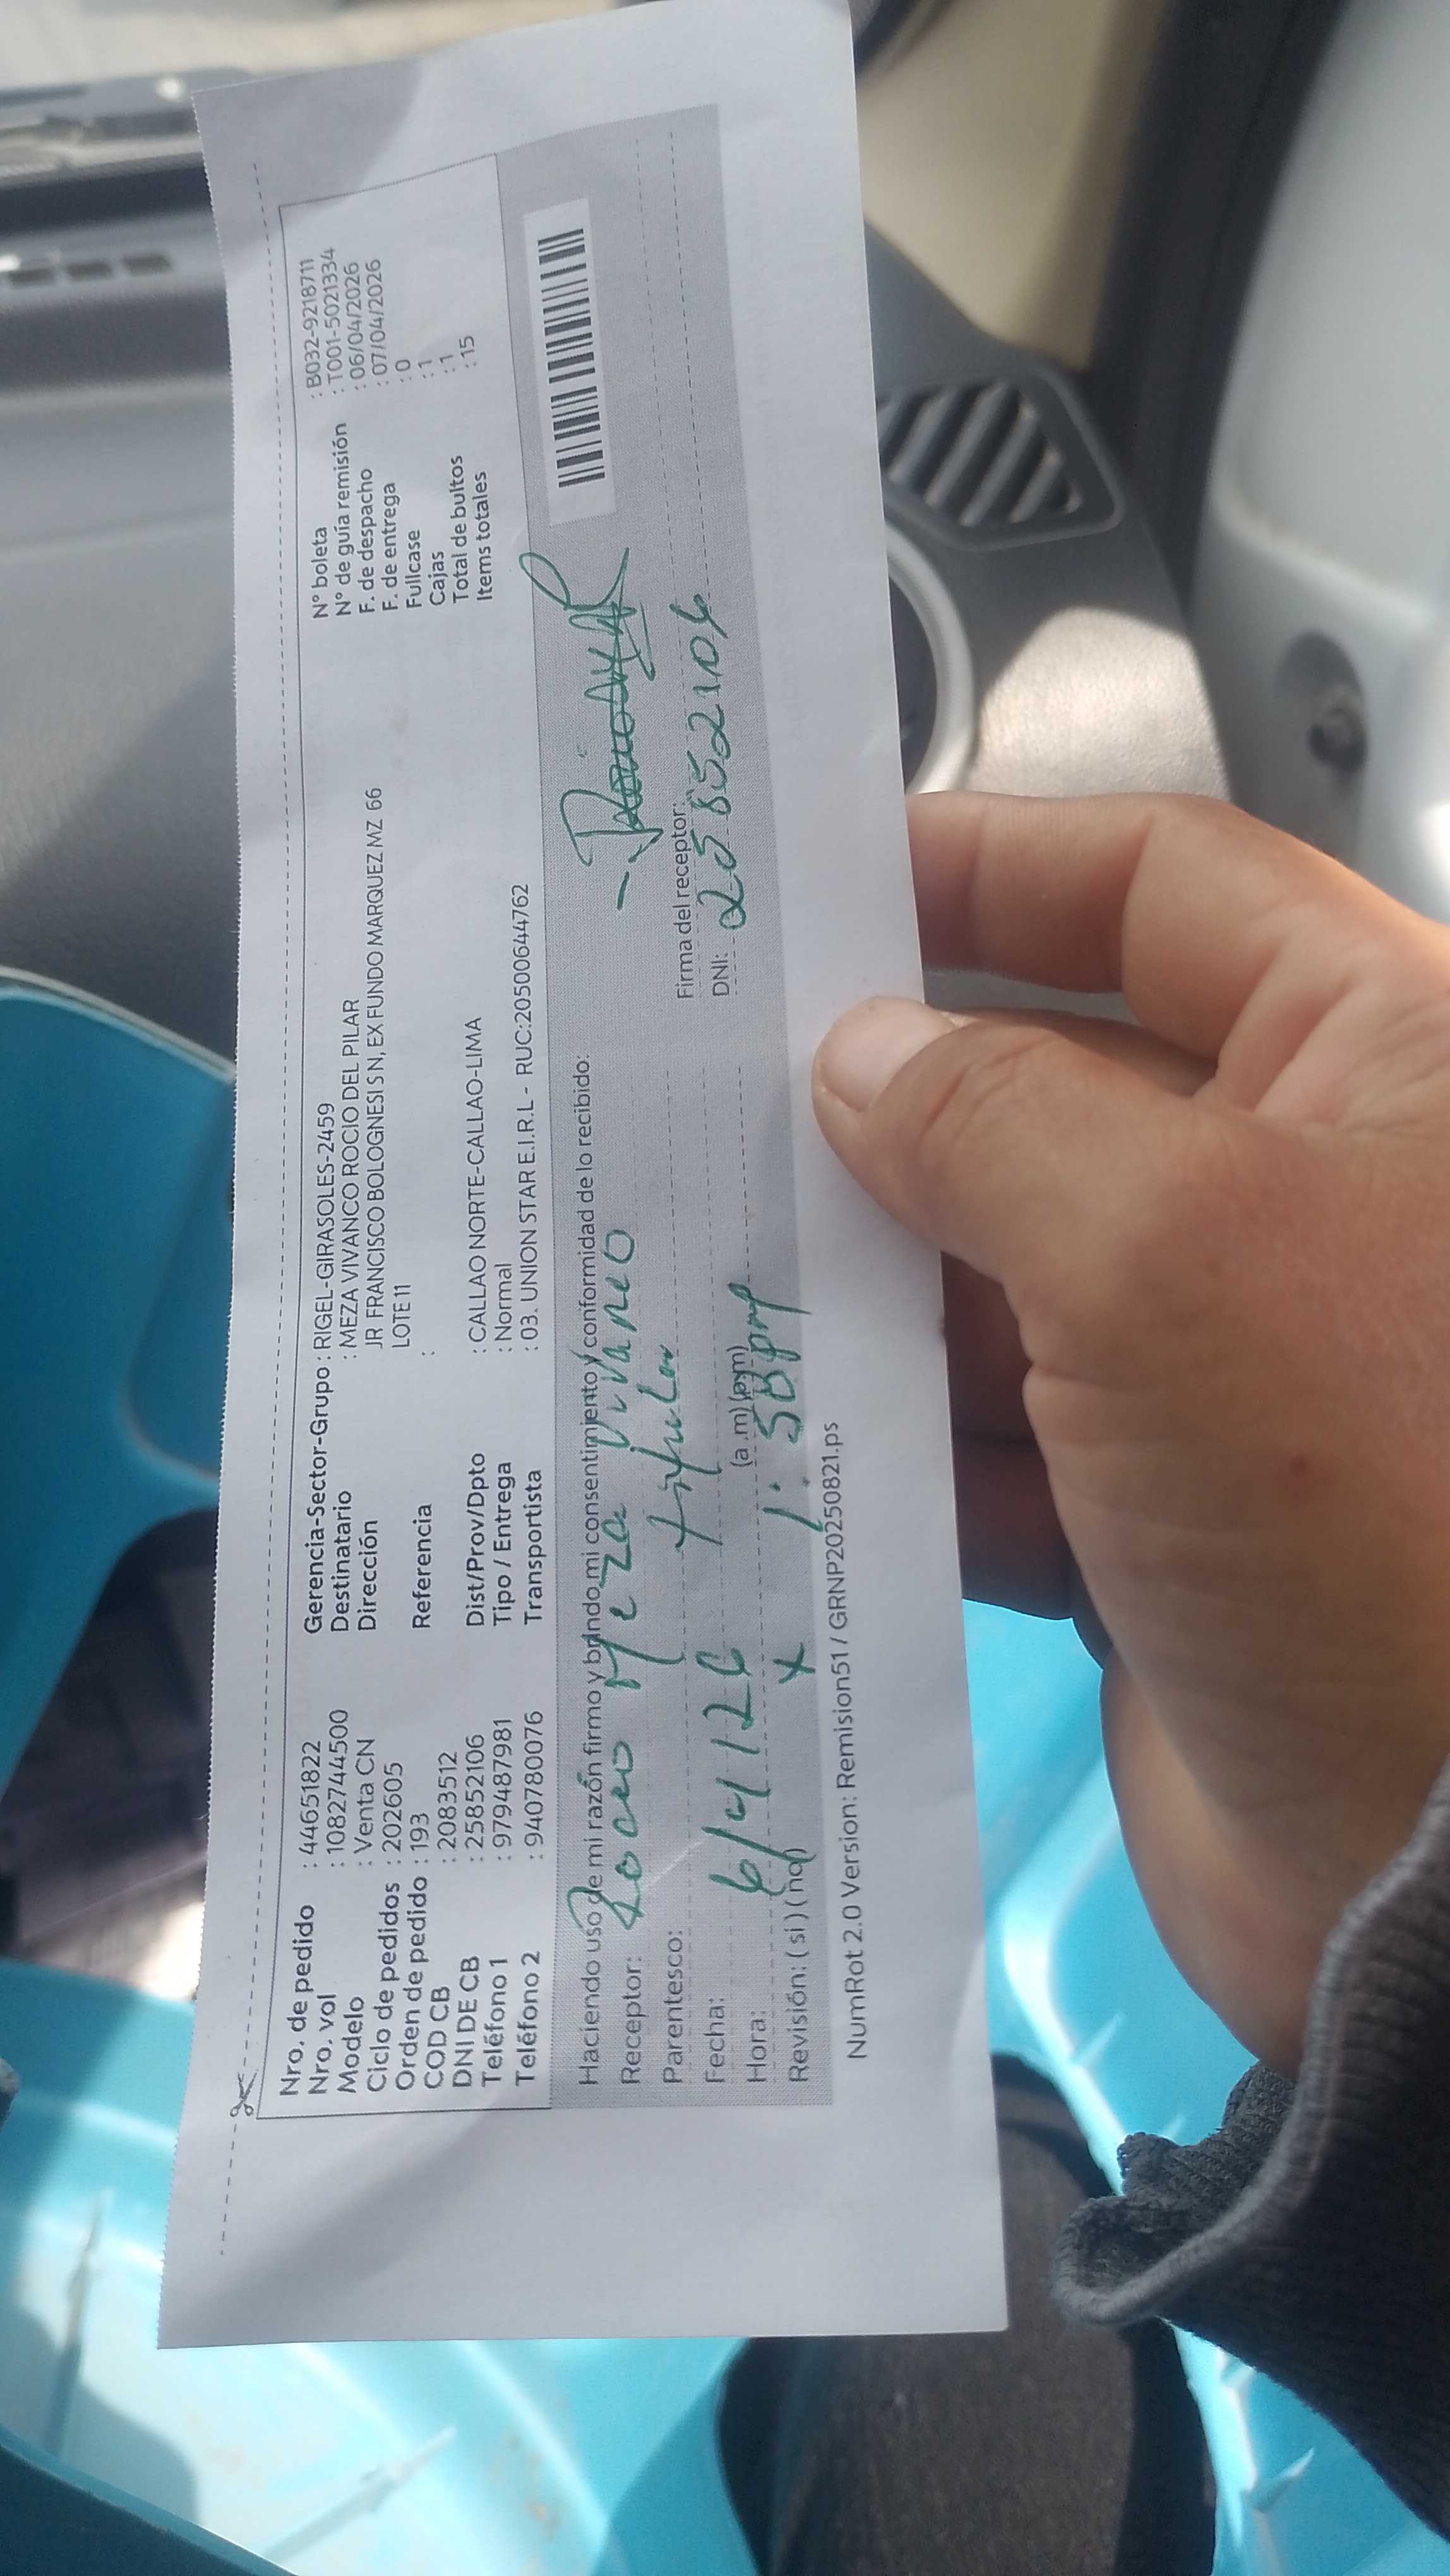 Nro. de pedido : 44651822
Nro. vol : 1082744500
Modelo : Venta CN
Ciclo de pedidos : 202605
Orden de pedido : 193
COD CB : 2083512
DNI DE CB : 25852106
Teléfono 1 : 979487981
Teléfono 2 : 940780076
Gerencia-Sector-Grupo : RIGEL-GIRASOLES-2459
Destinatario : MEZA VIVANCO ROCIO DEL PILAR
Dirección JR FRANCISCO BOLOGNESI S N, EX FUNDO MARQUEZ MZ 66
LOTE 11
Referencia :
Dist/Prov/Dpto : CALLAO NORTE-CALLAO-LIMA
Tipo / Entrega : Normal
Transportista : 03. UNION STAR E.I.R.L - RUC:20500644762
N° boleta : B032-9218711
N° de guía remisión : T001-5021334
F. de despacho : 06/04/2026
F. de entrega : 07/04/2026
Fullcase : 0
Cajas : 1
Total de bultos : 1
Items totales : 15
Haciendo uso de mi razón firmo y brindo mi consentimiento y conformidad de lo recibido:
Receptor: Rocio Meza Vivanco
Parentesco: titular
Fecha: 6/4/26
Hora: (a.m) (p.m) 1:58pm
Revisión: ( si ) ( no ) x
Firma del receptor:
DNI: 25852106
NumRot 2.0 Version: Remision51 / GRNP20250821.ps